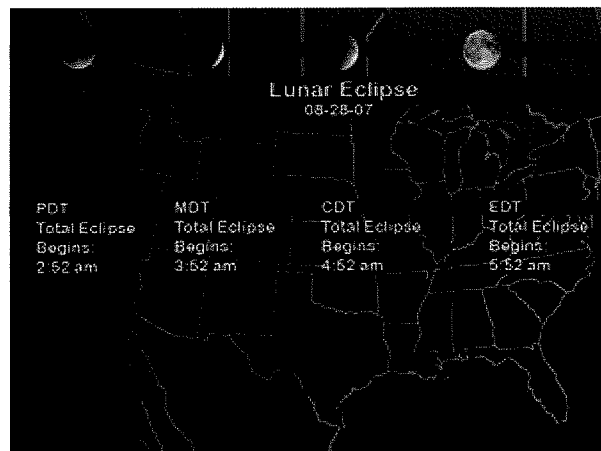 Lunar Eclipse
08-28-07
PDT
Total Eclipse
Begins:
2:52 am
MDT
Total Eclipse
Begins:
3:52 am
CDT
Total Eclipse
Begins:
4:52 am
EDT
Total Eclipse
Begins:
5:52 am